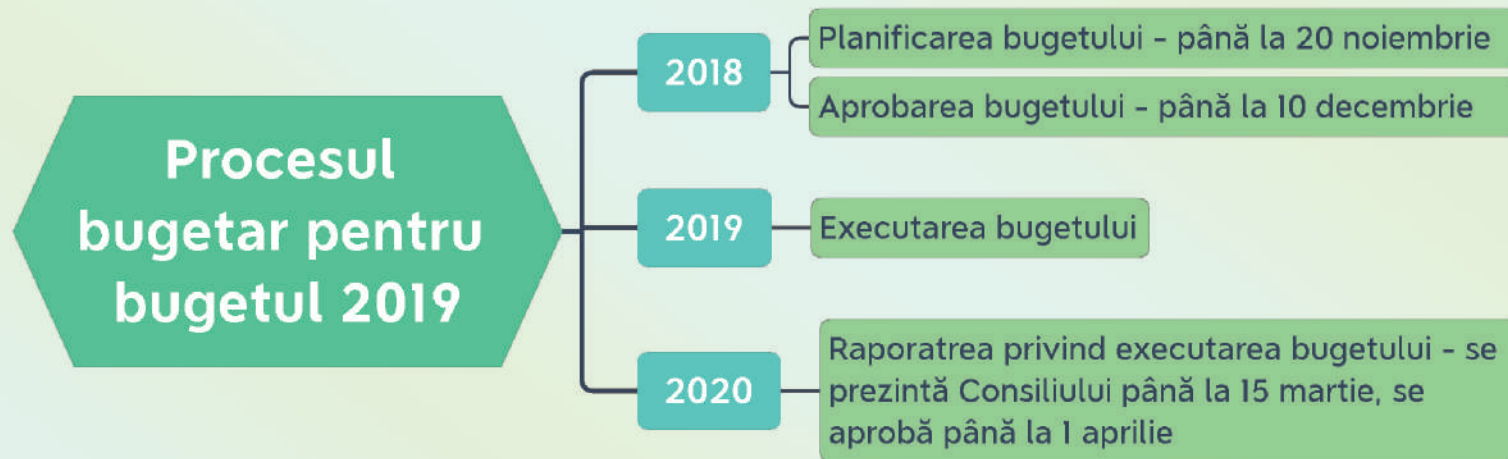 Procesul
bugetar pentru
bugetul 2019
2018
Planificarea bugetului - până la 20 noiembrie
Aprobarea bugetului - până la 10 decembrie
2019
Executarea bugetului
2020
Raporatrea privind executarea bugetului - se
prezintă Consiliului până la 15 martie, se
aprobă până la 1 aprilie